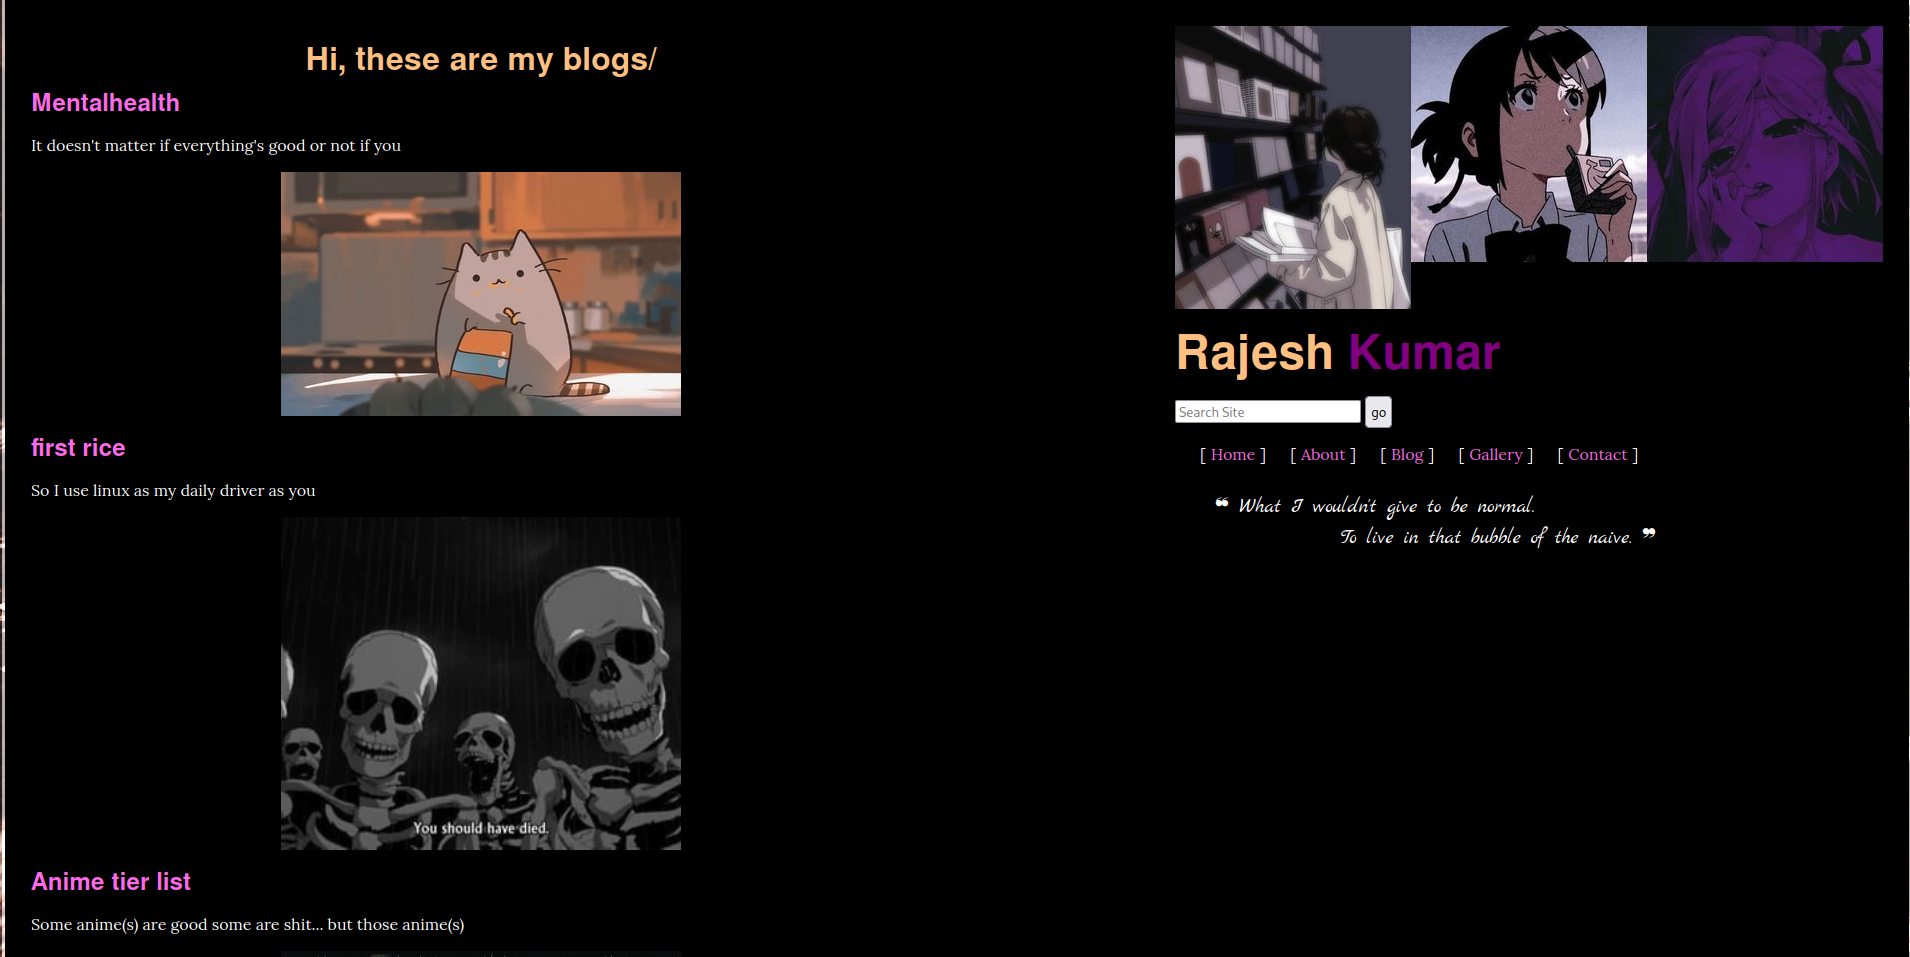 Hi, these are my blogs/
Mentalhealth
It doesn't matter if everything's good or not if you
first rice
So I use linux as my daily driver as you
You should have died.
Anime tier list
Some anime(s) are good some are shit... but those anime(s)
Rajesh Kumar
Search Site go
[ Home ] [ About ] [ Blog ] [ Gallery ] [ Contact ]
❝ What I wouldn't give to be normal.
To live in that bubble of the naive. ❞